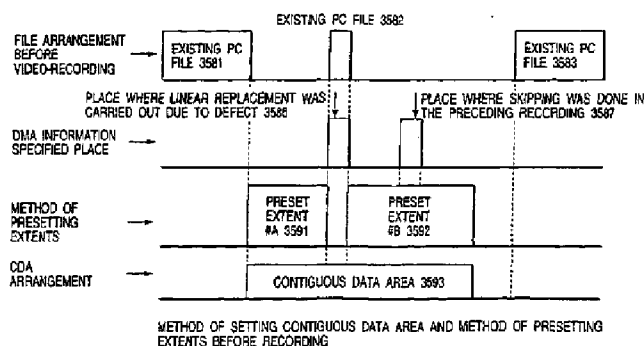 EXISTING PC FILE 3582
FILE ARRANGEMENT
BEFORE
VIDEO-RECORDING
EXISTING PC
FILE 3581
EXISTING PC
FILE 3583
PLACE WHERE LINEAR REPLACEMENT WAS
CARRIED OUT DUE TO DEFECT 3586
PLACE WHERE SKIPPING WAS DONE IN
THE PRECEDING RECORDING 3587
DMA INFORMATION
SPECIFIED PLACE
METHOD OF
PRESETTING
EXTENTS
PRESET
EXTENT
#A 3591
PRESET
EXTENT
#B 3592
CDA
ARRANGEMENT
CONTIGUOUS DATA AREA 3593
METHOD OF SETTING CONTIGUOUS DATA AREA AND METHOD OF PRESETTING
EXTENTS BEFORE RECORDING